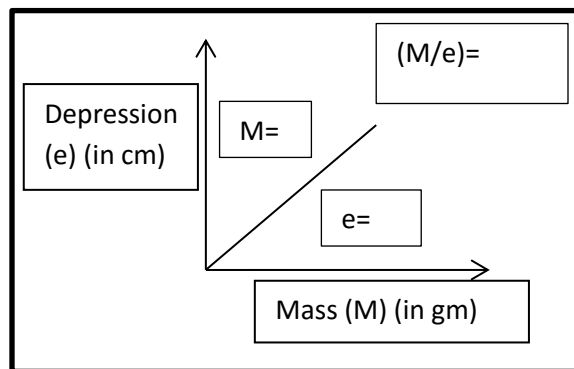 (M/e)=
Depression
(e) (in cm)
M=
e=
Mass (M) (in gm)